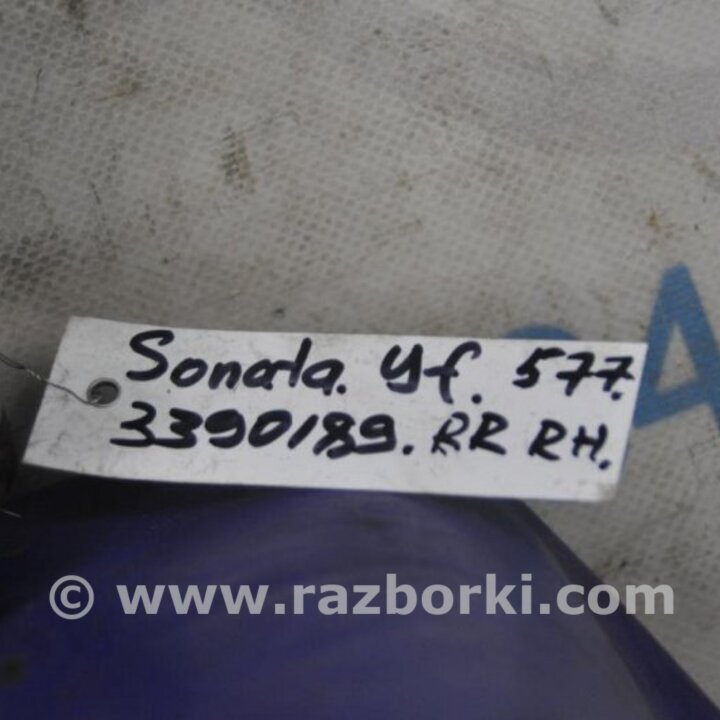 Sonata. Yf. 577.
3390189. RR RH.
© www.razborki.com